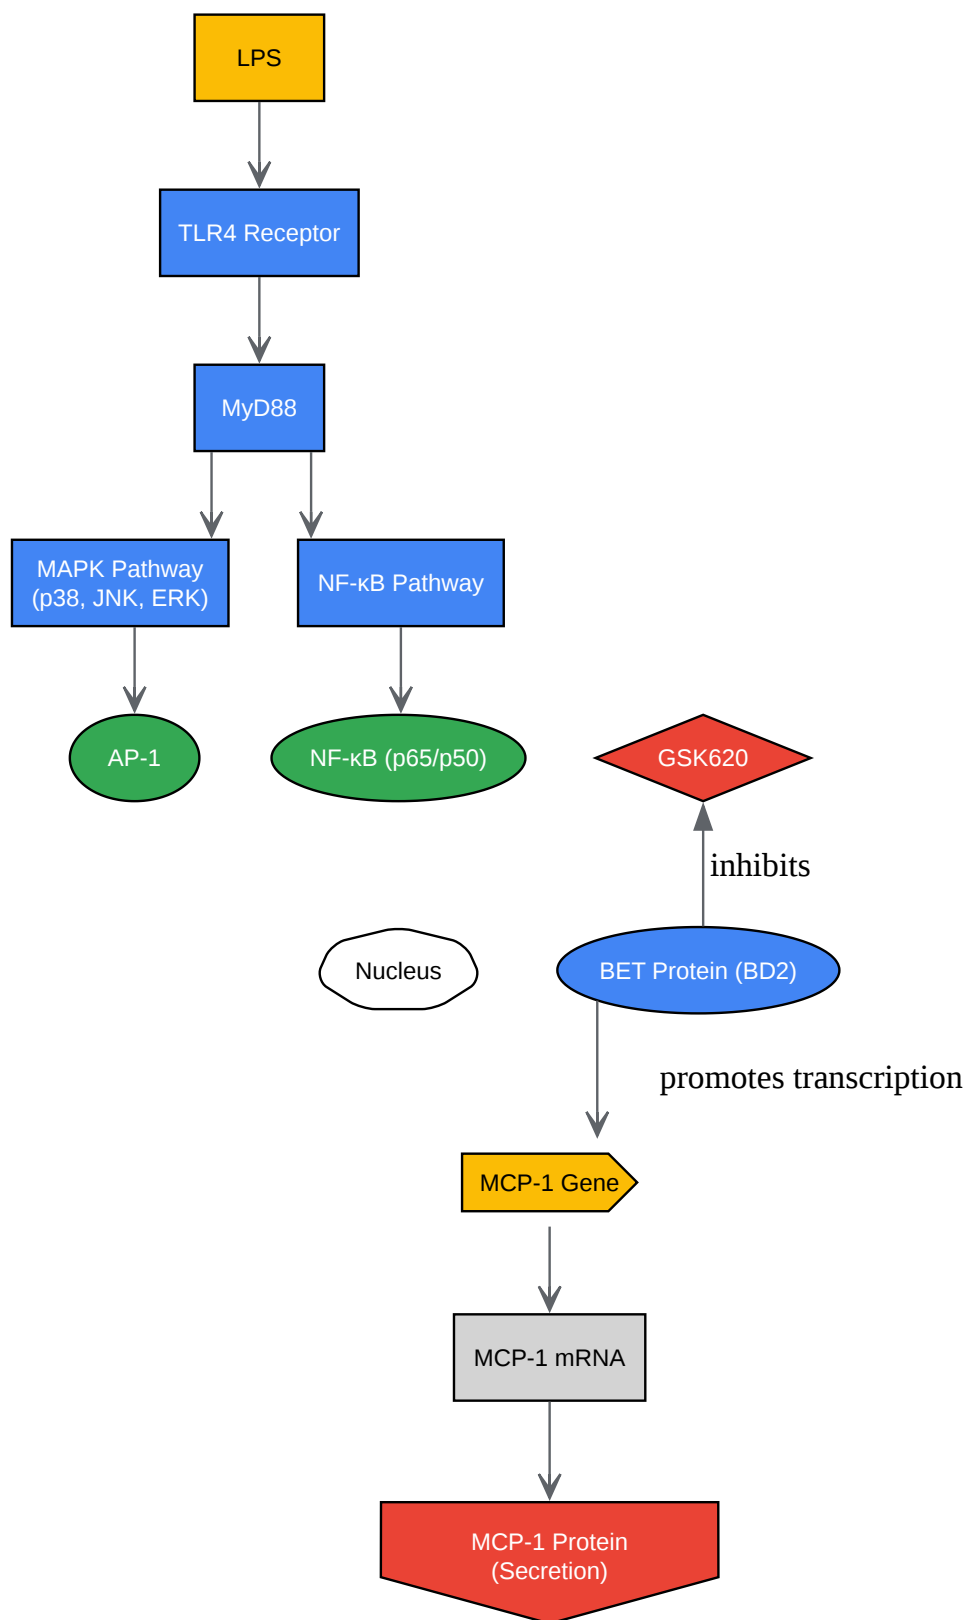 LPS
TLR4 Receptor
MyD88
MAPK Pathway
(p38, JNK, ERK)
NF-κB Pathway
AP-1
NF-κB (p65/p50)
GSK620
inhibits
Nucleus
BET Protein (BD2)
promotes transcription
MCP-1 Gene
MCP-1 mRNA
MCP-1 Protein
(Secretion)